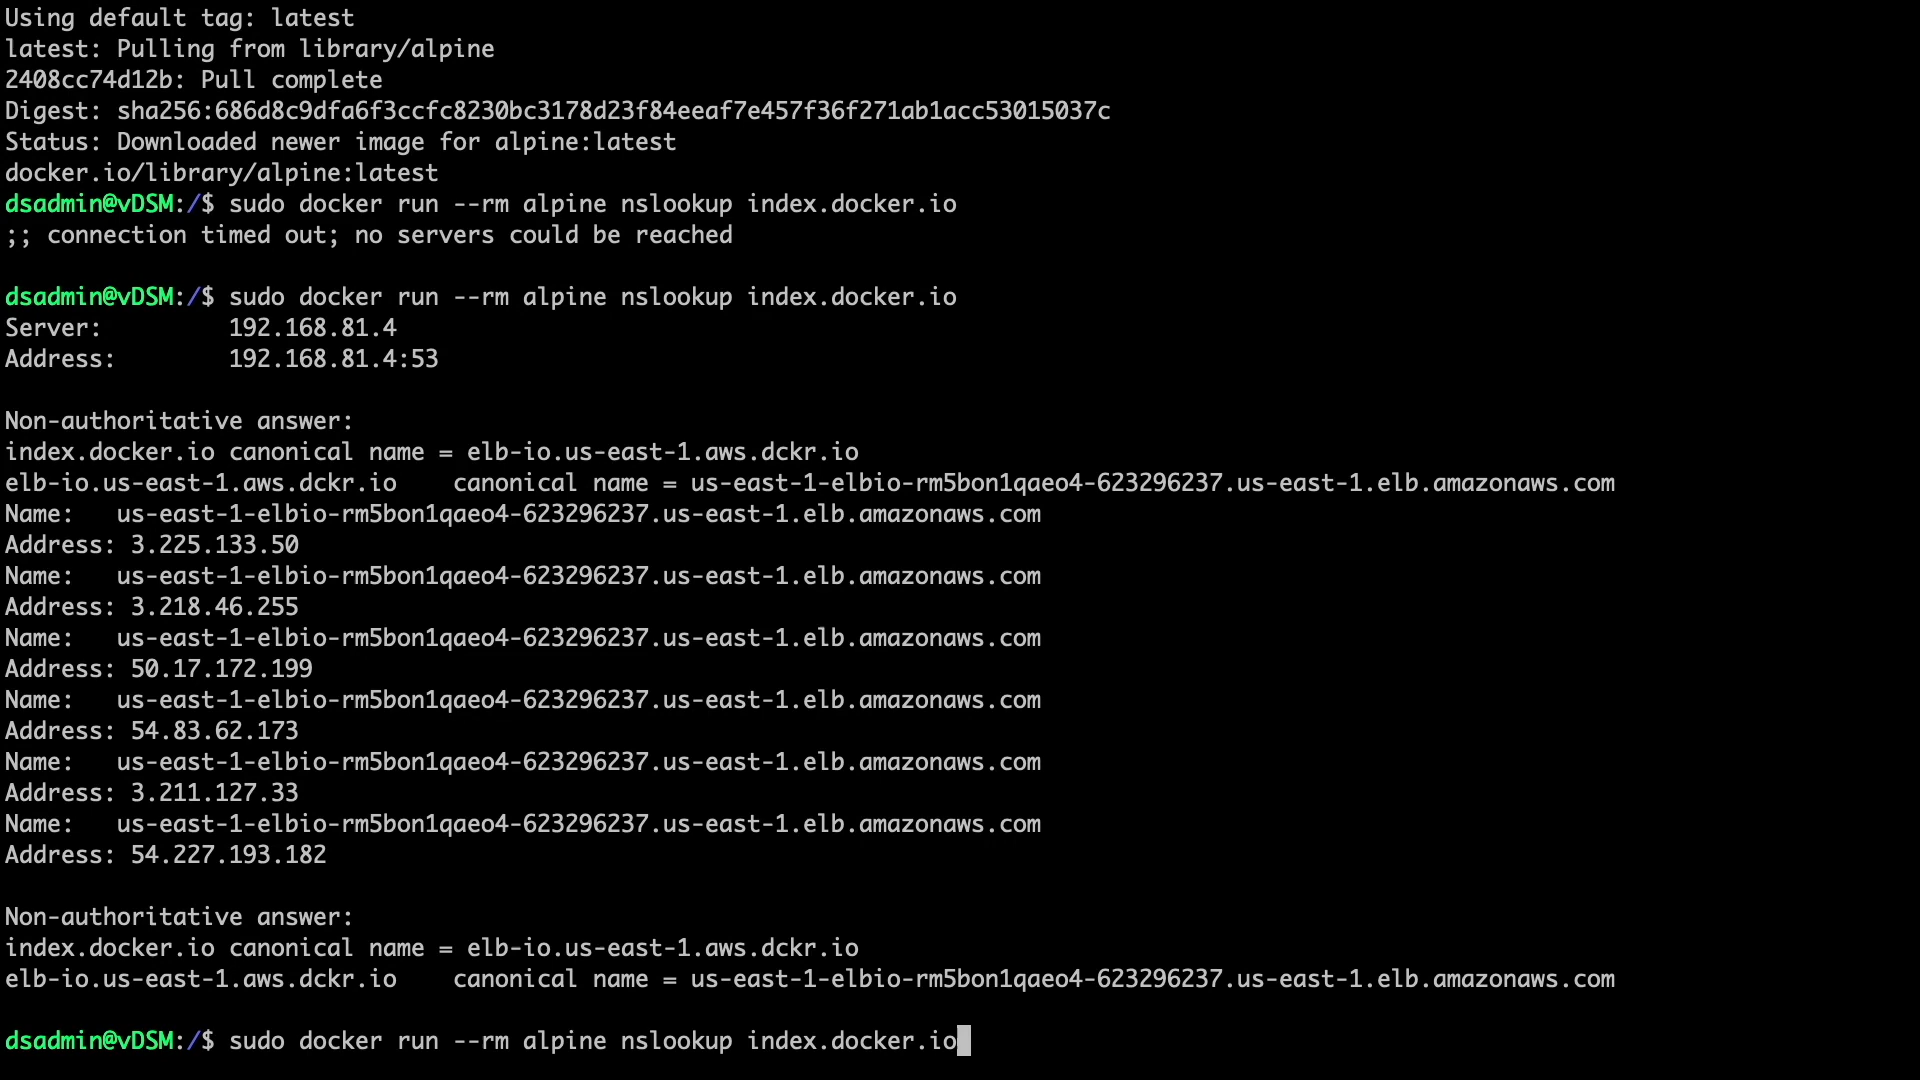 Using default tag: latest
latest: Pulling from library/alpine
2408cc74d12b: Pull complete
Digest: sha256:686d8c9dfa6f3ccfc8230bc3178d23f84eeaf7e457f36f271ab1acc53015037c
Status: Downloaded newer image for alpine:latest
docker.io/library/alpine:latest
dsadmin@vDSM:/$ sudo docker run --rm alpine nslookup index.docker.io
;; connection timed out; no servers could be reached
dsadmin@vDSM:/$ sudo docker run --rm alpine nslookup index.docker.io
Server:         192.168.81.4
Address:        192.168.81.4:53
Non-authoritative answer:
index.docker.io canonical name = elb-io.us-east-1.aws.dckr.io
elb-io.us-east-1.aws.dckr.io    canonical name = us-east-1-elbio-rm5bon1qaeo4-623296237.us-east-1.elb.amazonaws.com
Name:   us-east-1-elbio-rm5bon1qaeo4-623296237.us-east-1.elb.amazonaws.com
Address: 3.225.133.50
Name:   us-east-1-elbio-rm5bon1qaeo4-623296237.us-east-1.elb.amazonaws.com
Address: 3.218.46.255
Name:   us-east-1-elbio-rm5bon1qaeo4-623296237.us-east-1.elb.amazonaws.com
Address: 50.17.172.199
Name:   us-east-1-elbio-rm5bon1qaeo4-623296237.us-east-1.elb.amazonaws.com
Address: 54.83.62.173
Name:   us-east-1-elbio-rm5bon1qaeo4-623296237.us-east-1.elb.amazonaws.com
Address: 3.211.127.33
Name:   us-east-1-elbio-rm5bon1qaeo4-623296237.us-east-1.elb.amazonaws.com
Address: 54.227.193.182
Non-authoritative answer:
index.docker.io canonical name = elb-io.us-east-1.aws.dckr.io
elb-io.us-east-1.aws.dckr.io    canonical name = us-east-1-elbio-rm5bon1qaeo4-623296237.us-east-1.elb.amazonaws.com
dsadmin@vDSM:/$ sudo docker run --rm alpine nslookup index.docker.io